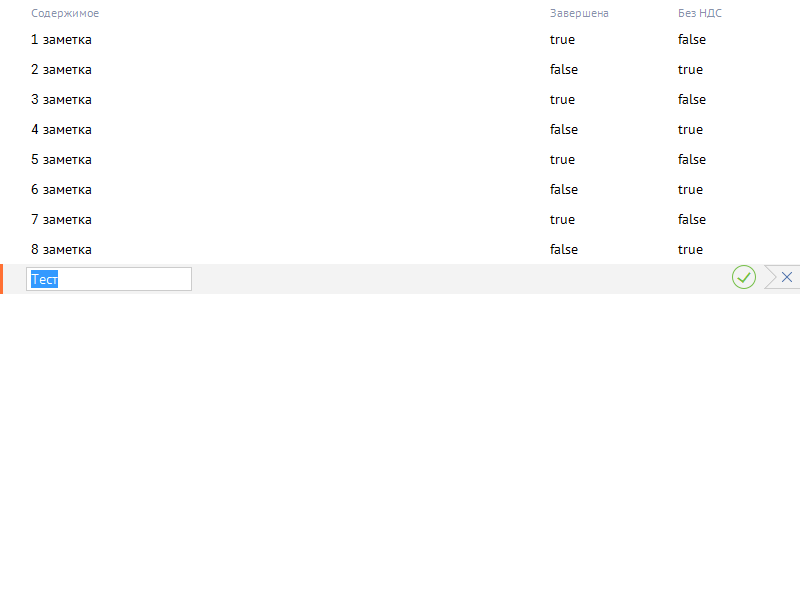 Содержимое Завершена Без НДС
1 заметка true false
2 заметка false true
3 заметка true false
4 заметка false true
5 заметка true false
6 заметка false true
7 заметка true false
8 заметка false true
Тест